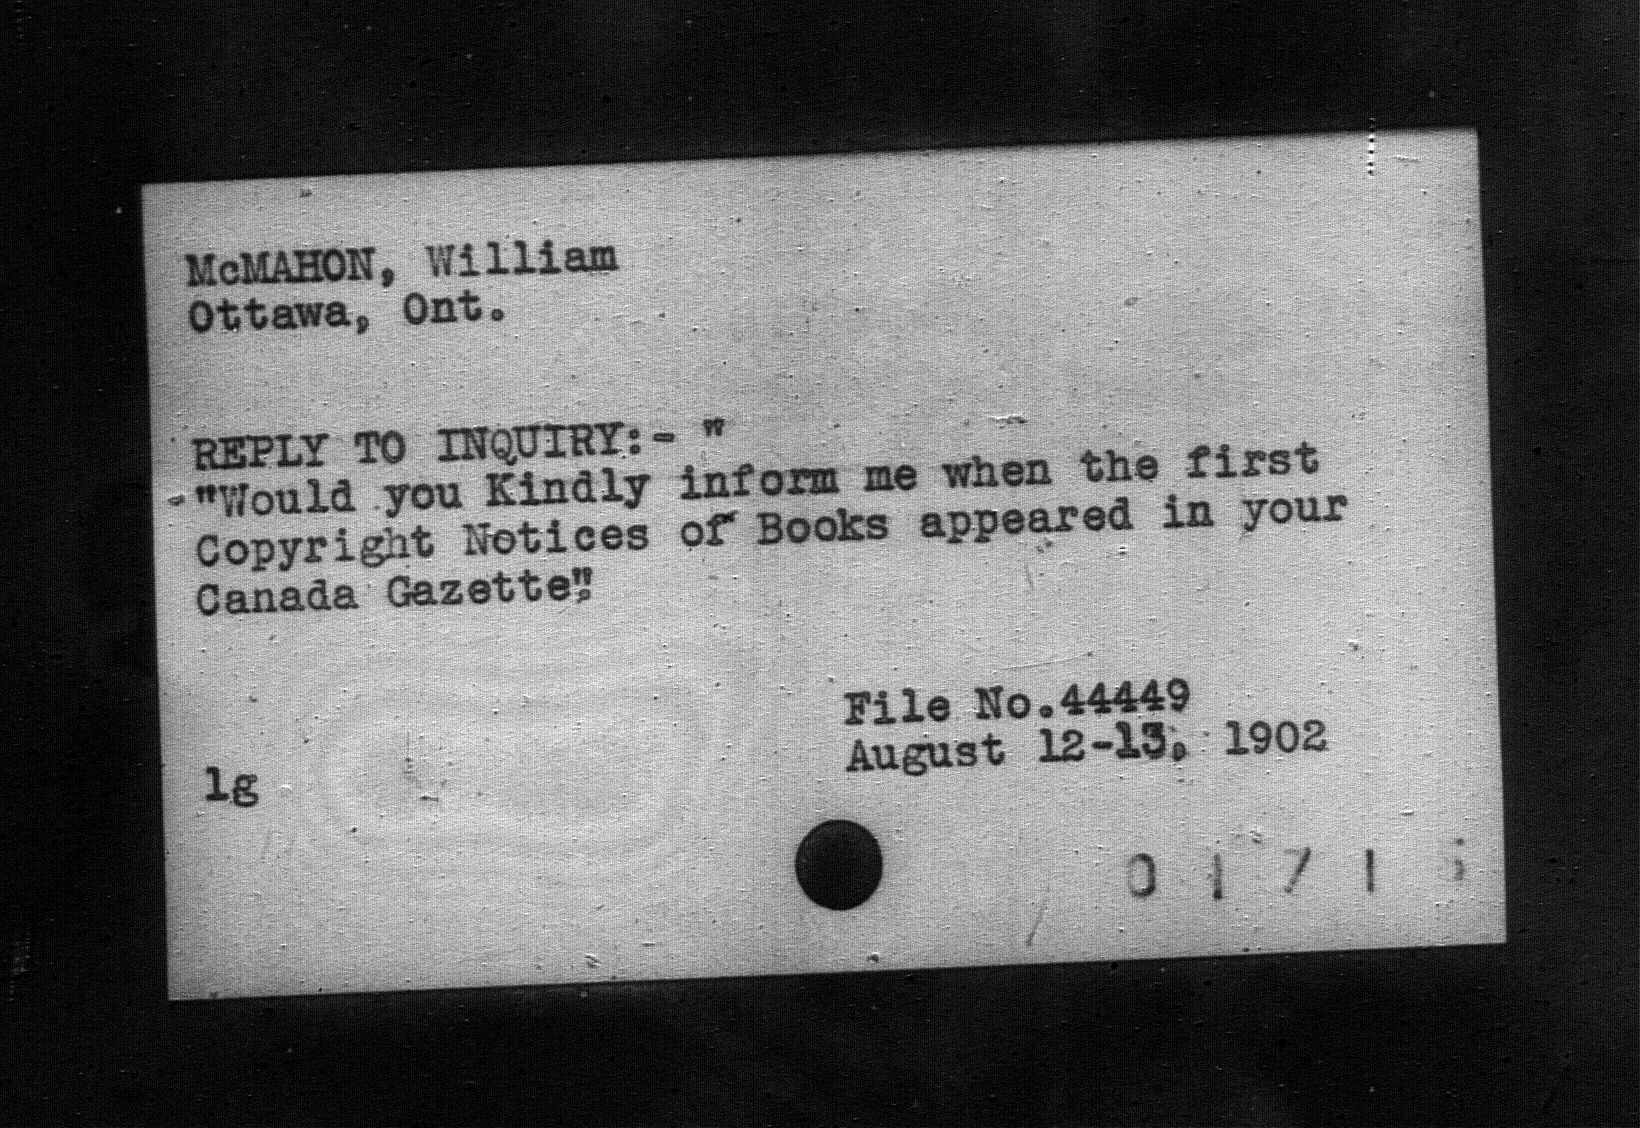 McMAHON, William
Ottawa, Ont.
REPLY TO INQUIRY:- "
-"Would you Kindly inform me when the first
Copyright Notices of Books appeared in your
Canada Gazette".
File No.44449
August 12-13, 1902
lg
0 1 7 1